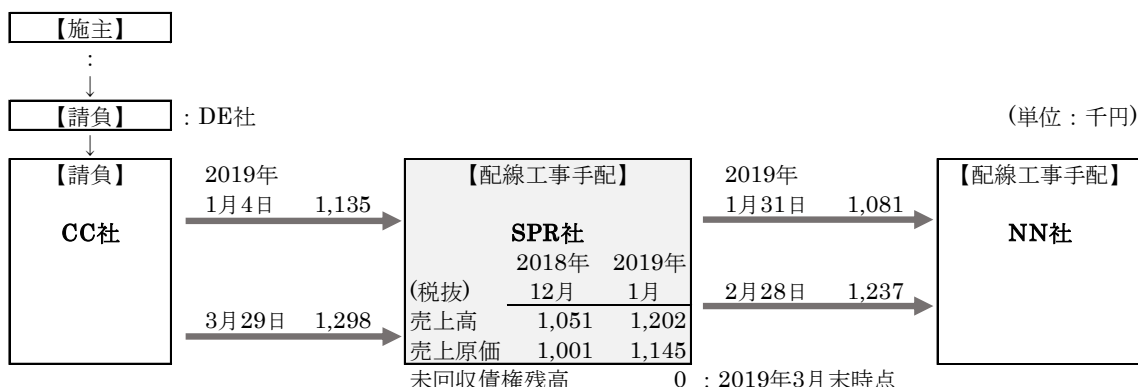 【施主】
:
↓
【請負】 : DE社 (単位：千円)
↓
【請負】 2019年 【配線工事手配】 2019年 【配線工事手配】
1月4日 1,135 1月31日 1,081
CC社 SPR社 NN社
2018年 2019年
(税抜) 12月 1月 2月28日 1,237
3月29日 1,298 売上高 1,051 1,202
売上原価 1,001 1,145
未回収債権残高 0 : 2019年3月末時点